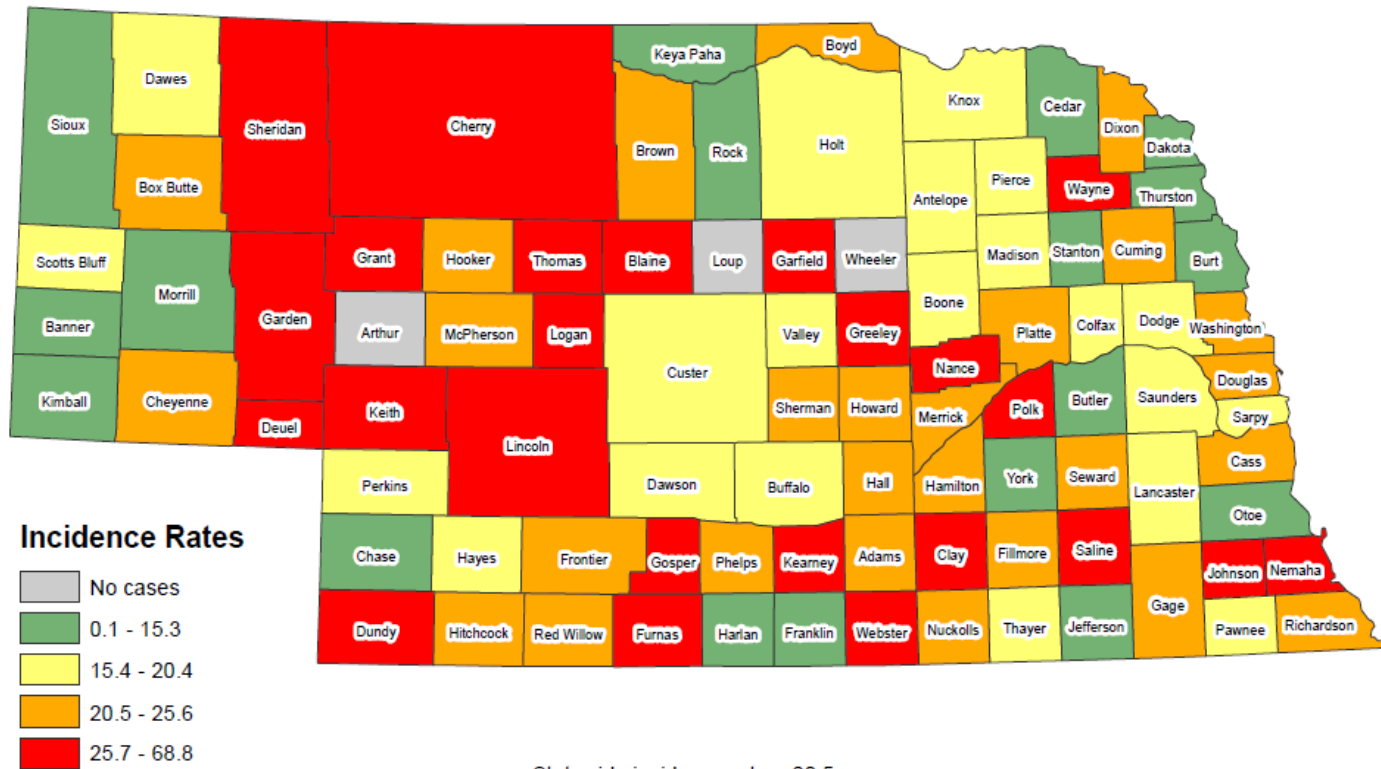 Keya Paha
Boyd
Dawes
Knox
Cedar
Sioux
Sheridan
Cherry
Dixon
Brown
Rock
Holt
Dakota
Box Butte
Pierce
Wayne
Thurston
Antelope
Grant
Hooker
Thomas
Blaine
Loup
Garfield
Wheeler
Madison
Stanton
Cuming
Burt
Scotts Bluff
Morrill
Boone
Banner
Garden
Arthur
McPherson
Logan
Valley
Greeley
Platte
Colfax
Dodge
Washington
Custer
Nance
Douglas
Kimball
Cheyenne
Keith
Sherman
Howard
Merrick
Polk
Butler
Saunders
Sarpy
Deuel
Lincoln
Cass
Perkins
Dawson
Buffalo
Hall
Hamilton
York
Seward
Lancaster
Otoe
Chase
Hayes
Frontier
Gosper
Phelps
Kearney
Adams
Clay
Fillmore
Saline
Johnson
Nemaha
Gage
Dundy
Hitchcock
Red Willow
Furnas
Harlan
Franklin
Webster
Nuckolls
Thayer
Jefferson
Pawnee
Richardson
Incidence Rates
No cases
0.1 - 15.3
15.4 - 20.4
20.5 - 25.6
25.7 - 68.8